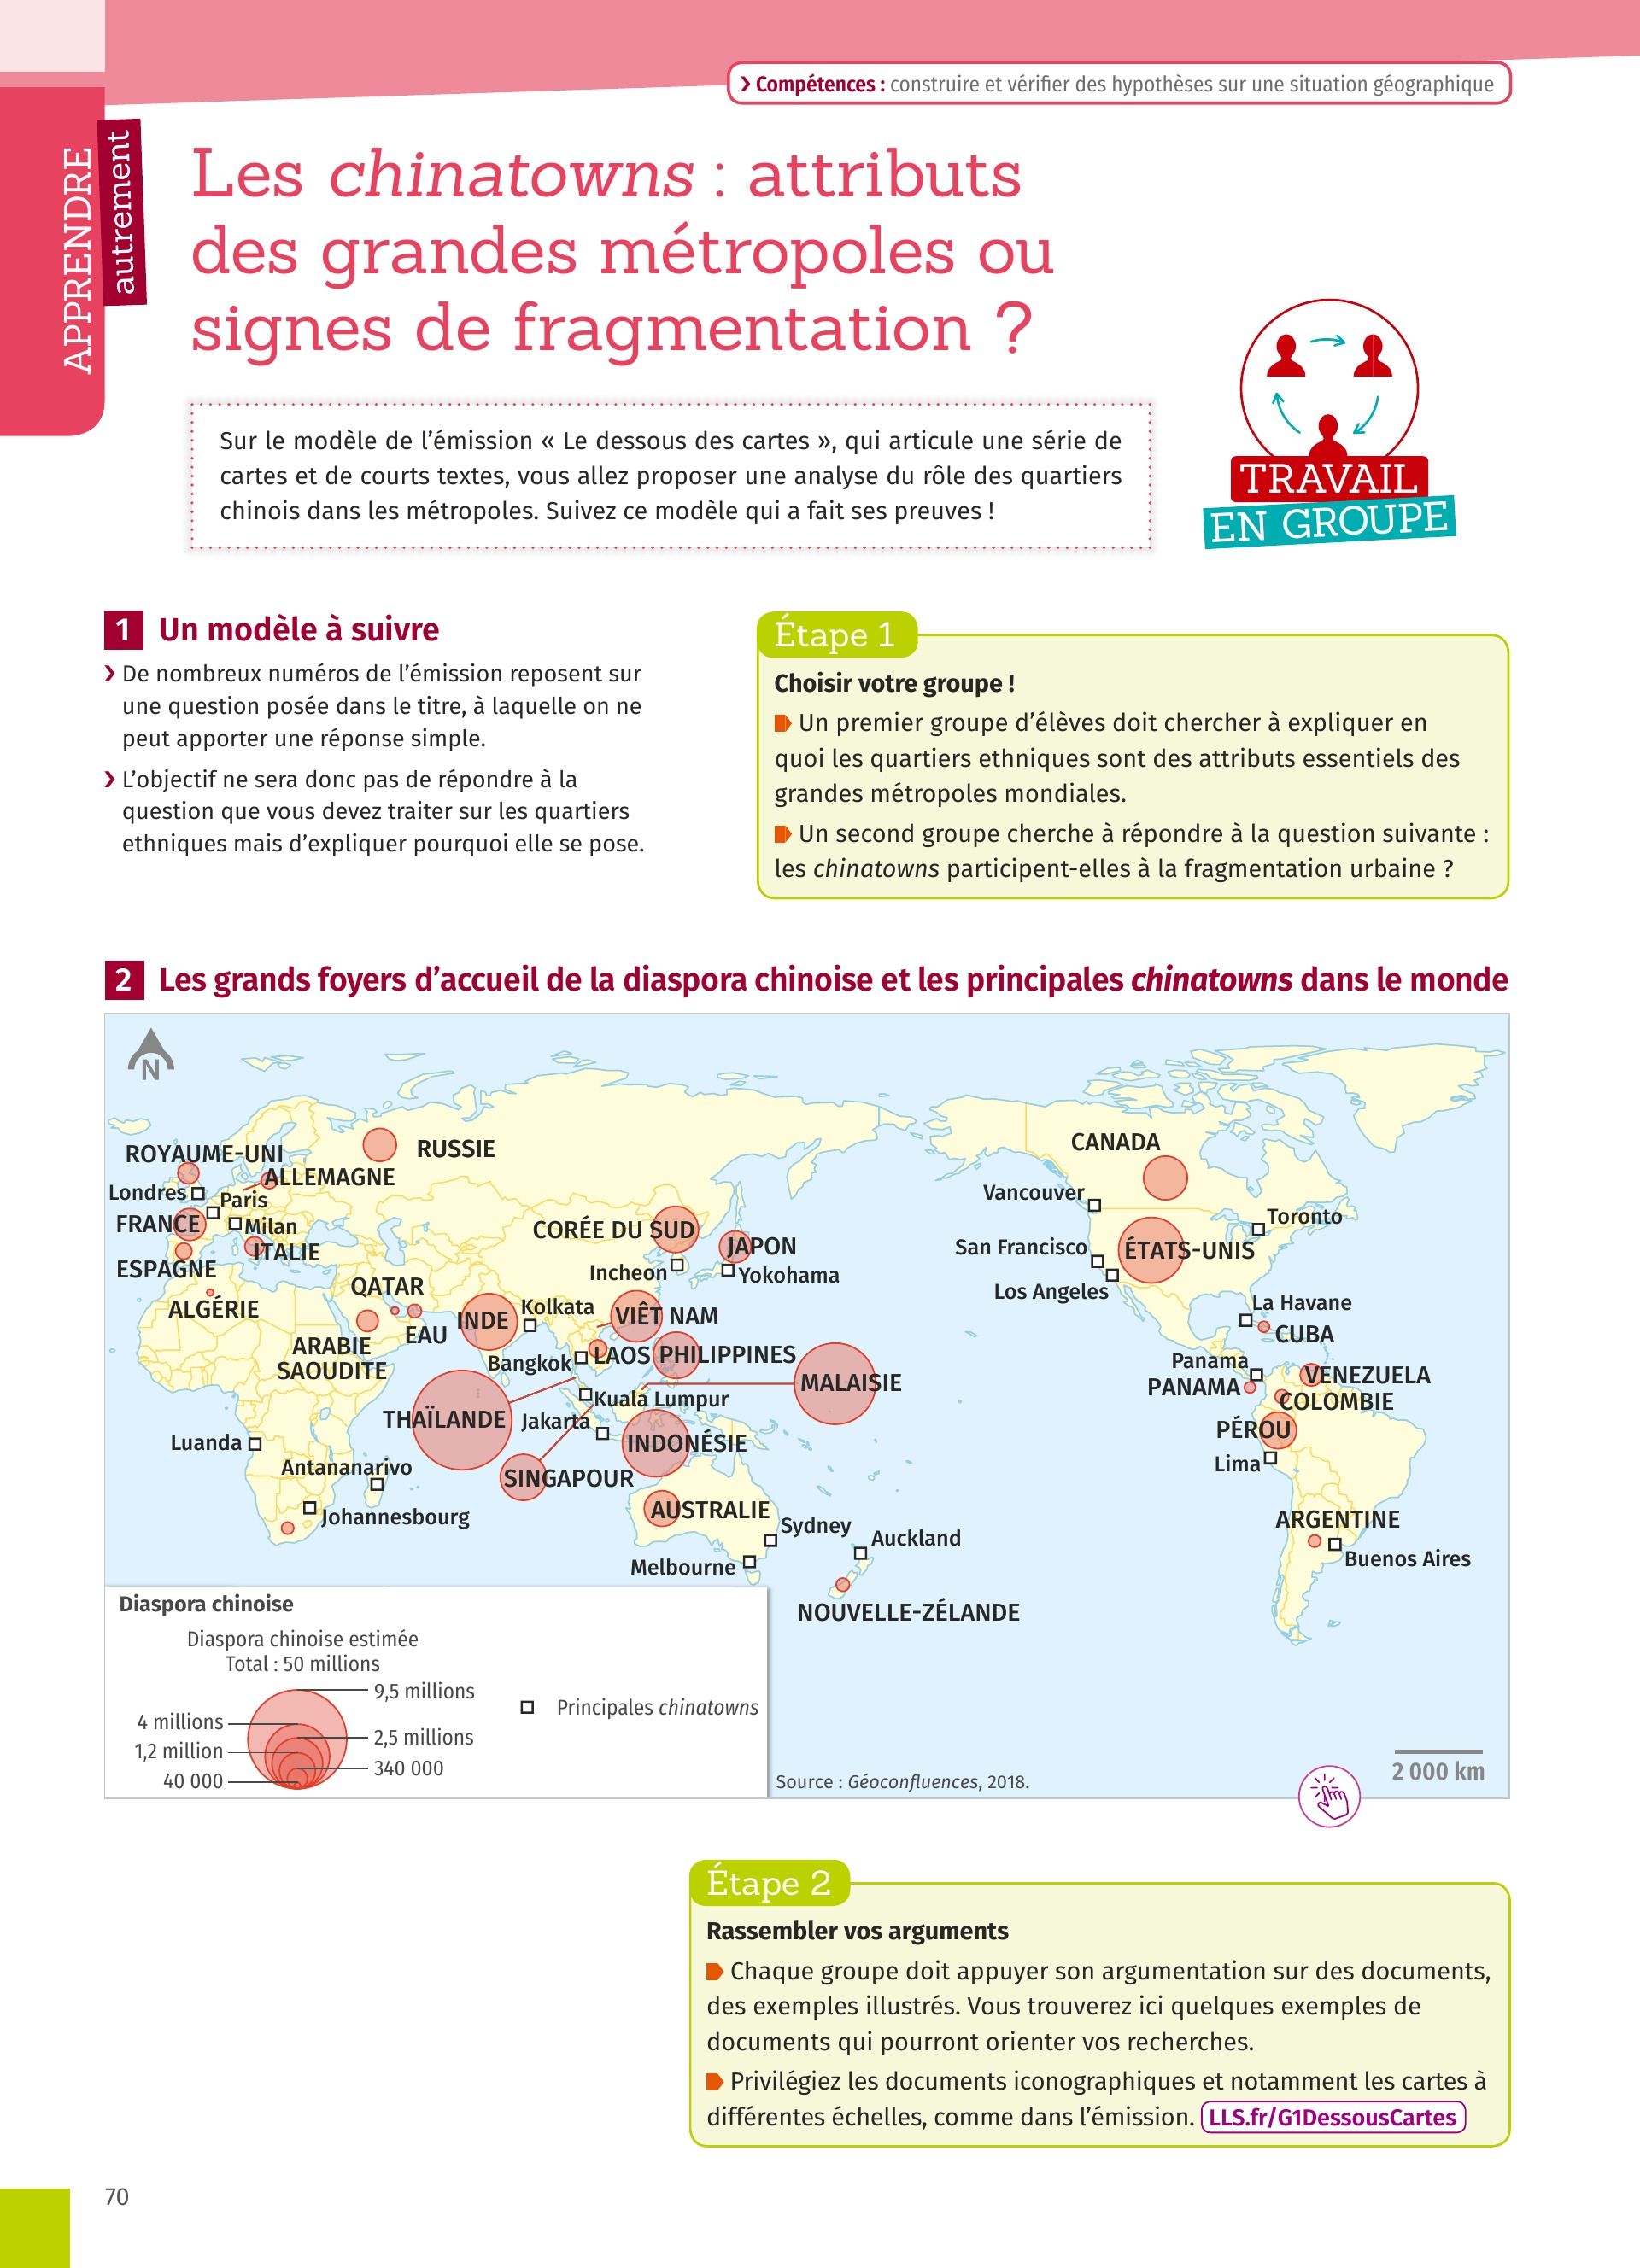 › Compétences : construire et vérifier des hypothèses sur une situation géographique
APPRENDRE
autrement
Les chinatowns : attributs
des grandes métropoles ou
signes de fragmentation ?
Sur le modèle de l’émission « Le dessous des cartes », qui articule une série de
cartes et de courts textes, vous allez proposer une analyse du rôle des quartiers
chinois dans les métropoles. Suivez ce modèle qui a fait ses preuves !
TRAVAIL
EN GROUPE
1 Un modèle à suivre
› De nombreux numéros de l’émission reposent sur
une question posée dans le titre, à laquelle on ne
peut apporter une réponse simple.
› L’objectif ne sera donc pas de répondre à la
question que vous devez traiter sur les quartiers
ethniques mais d’expliquer pourquoi elle se pose.
Étape 1
Choisir votre groupe !
Un premier groupe d’élèves doit chercher à expliquer en
quoi les quartiers ethniques sont des attributs essentiels des
grandes métropoles mondiales.
Un second groupe cherche à répondre à la question suivante :
les chinatowns participent-elles à la fragmentation urbaine ?
2 Les grands foyers d’accueil de la diaspora chinoise et les principales chinatowns dans le monde
N
ROYAUME-UNI
RUSSIE
ALLEMAGNE
Londres
Paris
FRANCE
Milan
ITALIE
ESPAGNE
ALGÉRIE
QATAR
EAU
ARABIE
SAOUDITE
INDE
Kolkata
CORÉE DU SUD
Incheon
JAPON
Yokohama
VIÊT NAM
Bangkok
LAOS
PHILIPPINES
MALAISIE
Kuala Lumpur
THAÏLANDE
Jakarta
INDONÉSIE
SINGAPOUR
Luanda
Antananarivo
Johannesbourg
AUSTRALIE
Sydney
Melbourne
Auckland
NOUVELLE-ZÉLANDE
CANADA
Vancouver
Toronto
San Francisco
ÉTATS-UNIS
Los Angeles
La Havane
CUBA
Panama
PANAMA
VENEZUELA
COLOMBIE
PÉROU
Lima
ARGENTINE
Buenos Aires
Diaspora chinoise
Diaspora chinoise estimée
Total : 50 millions
9,5 millions
4 millions
2,5 millions
1,2 million
340 000
40 000
Principales chinatowns
Source : Géoconfluences, 2018.
2 000 km
Étape 2
Rassembler vos arguments
Chaque groupe doit appuyer son argumentation sur des documents,
des exemples illustrés. Vous trouverez ici quelques exemples de
documents qui pourront orienter vos recherches.
Privilégiez les documents iconographiques et notamment les cartes à
différentes échelles, comme dans l’émission. LLS.fr/G1DessousCartes
70